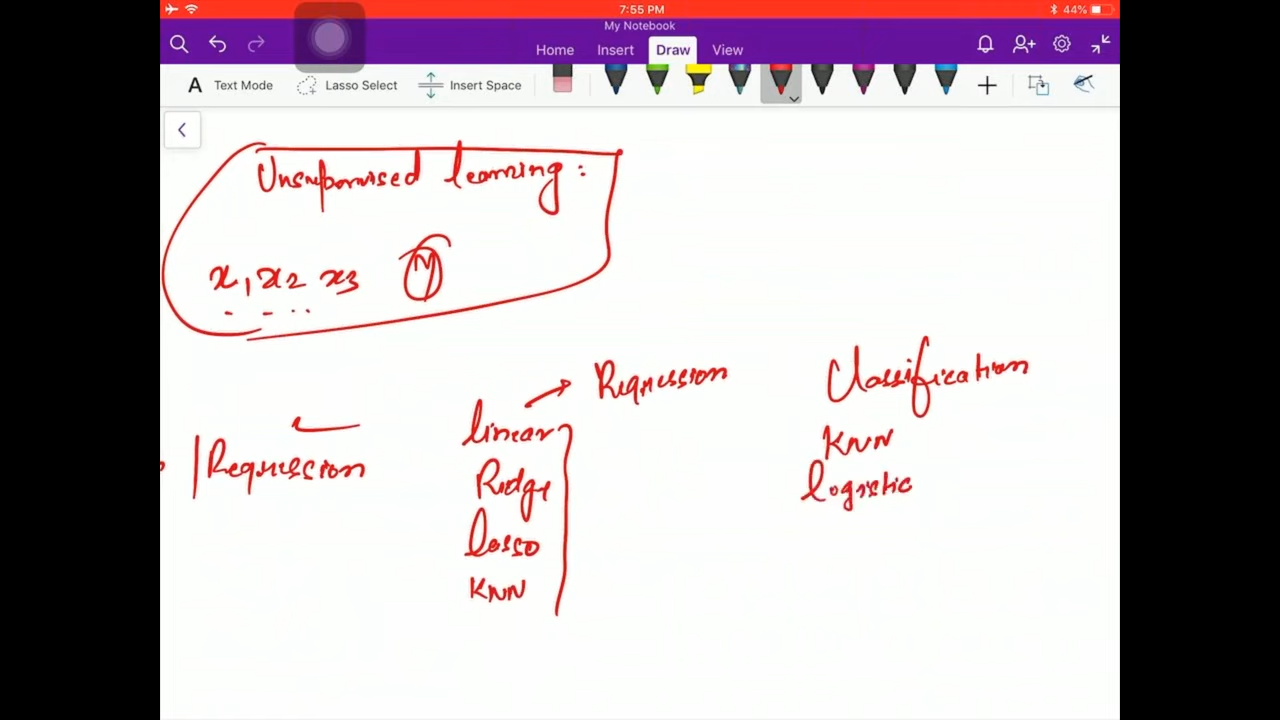 7:55 PM
44%
My Notebook
Home Insert Draw View
A Text Mode Lasso Select Insert Space
Unsupervised learning:
x1, x2 x3 Y
Regression
Classification
linear
KNN
|Regression
Ridge
logistic
lasso
KNN